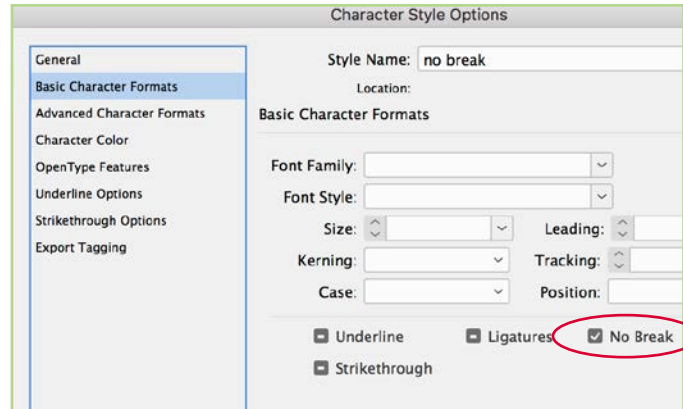 Character Style Options
General
Basic Character Formats
Advanced Character Formats
Character Color
OpenType Features
Underline Options
Strikethrough Options
Export Tagging
Style Name: no break
Location:
Basic Character Formats
Font Family:
Font Style:
Size: Leading:
Kerning: Tracking:
Case: Position:
Underline Ligatures No Break
Strikethrough